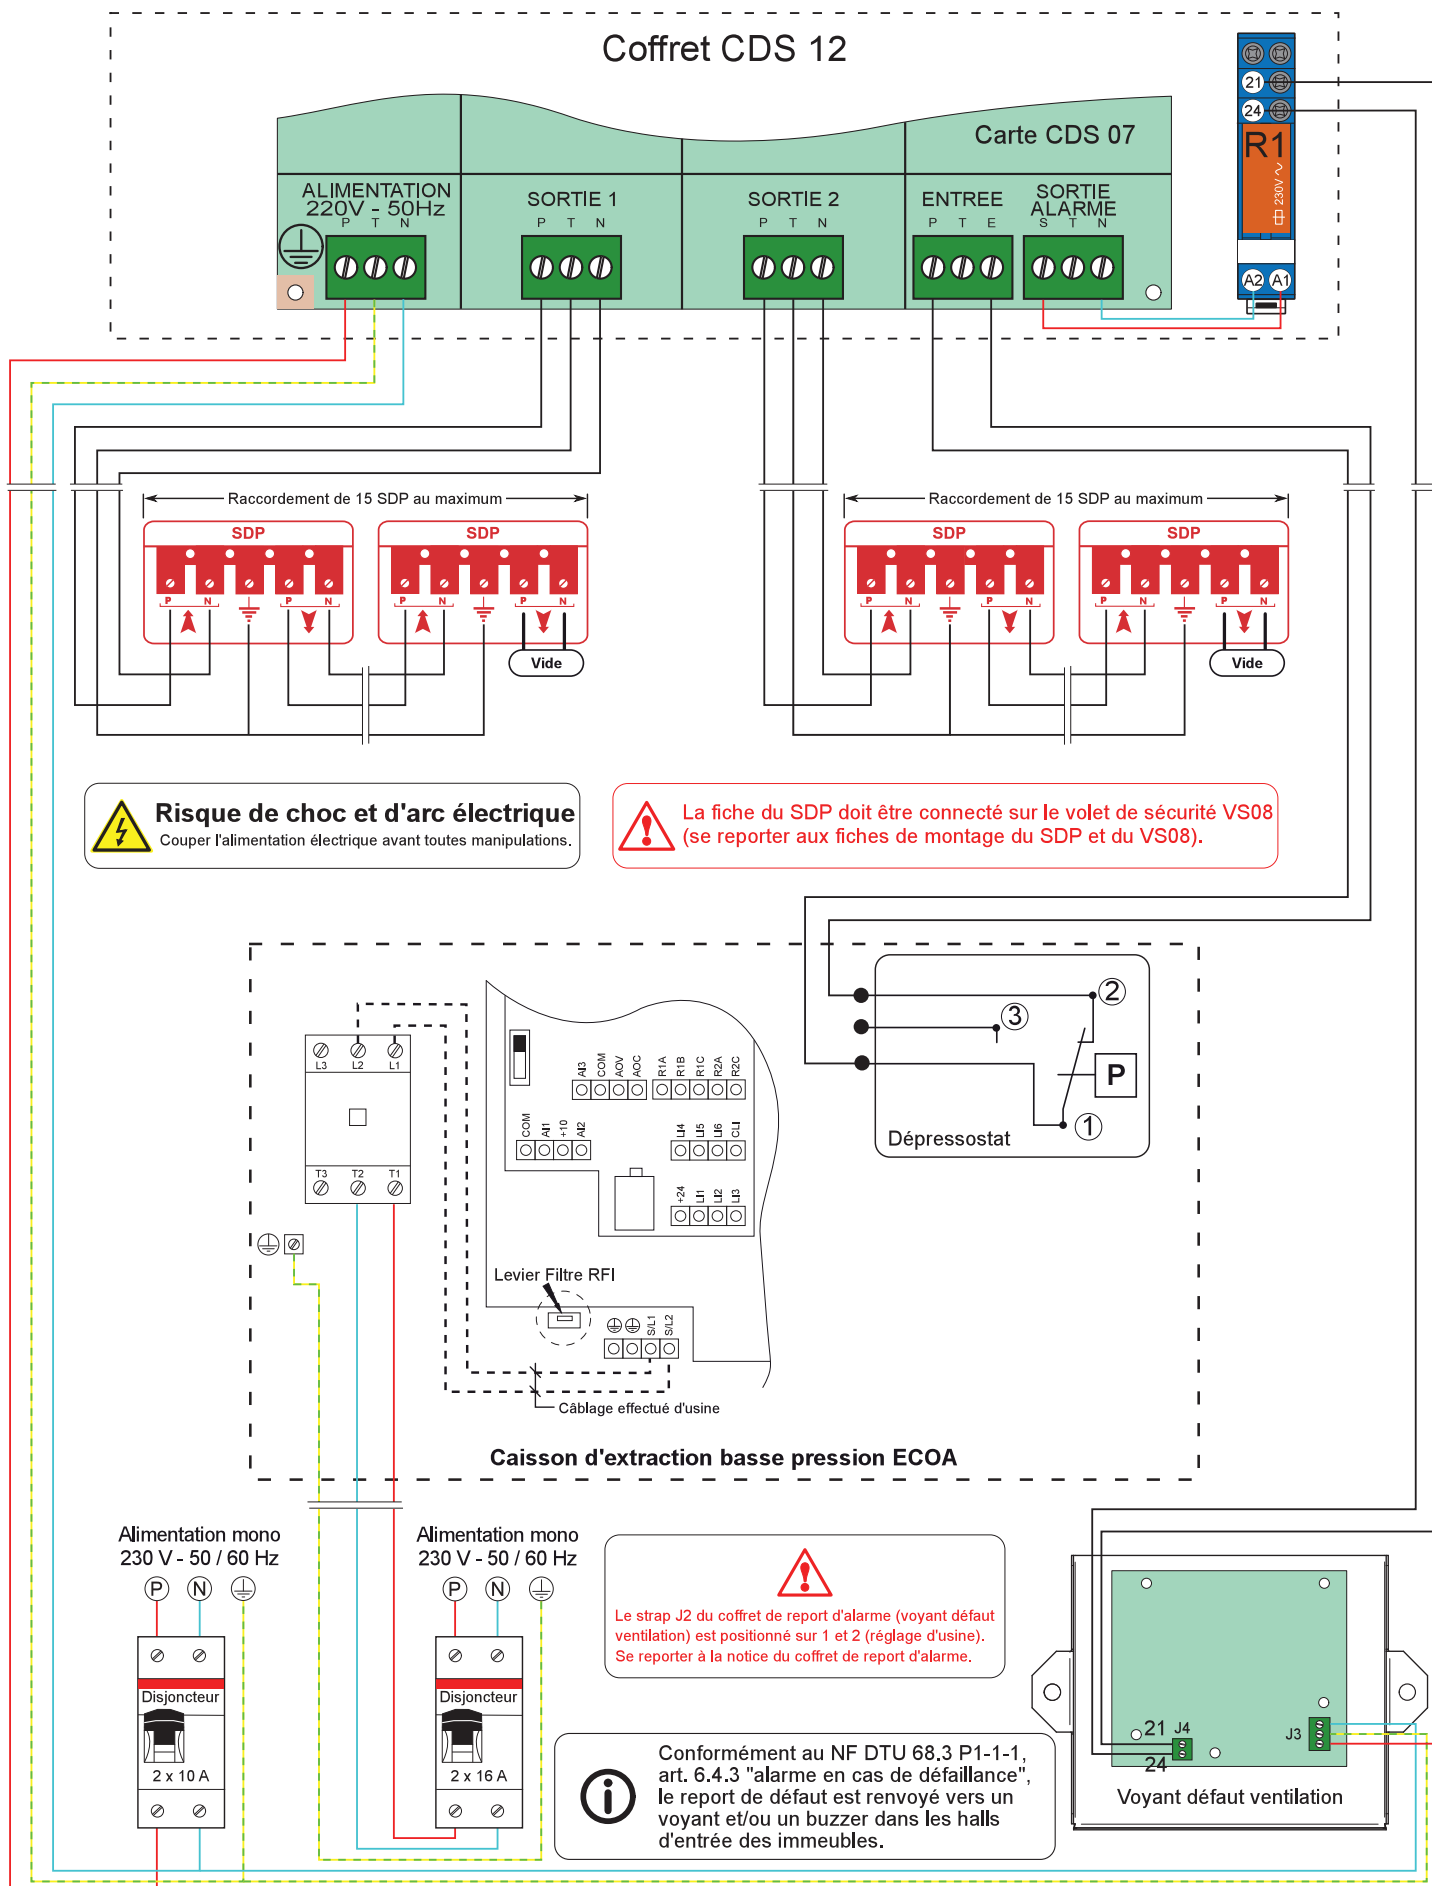 Coffret CDS 12
Carte CDS 07
21
24
R1
230V
A2 A1
ALIMENTATION
220V - 50Hz
P T N
SORTIE 1
P T N
SORTIE 2
P T N
ENTREE
P T E
SORTIE
ALARME
S T N
Raccordement de 15 SDP au maximum
SDP
P N P N
SDP
P N P N
Vide
Raccordement de 15 SDP au maximum
SDP
P N P N
SDP
P N P N
Vide
Risque de choc et d'arc électrique
Couper l'alimentation électrique avant toutes manipulations.
La fiche du SDP doit être connecté sur le volet de sécurité VS08
(se reporter aux fiches de montage du SDP et du VS08).
L3 L2 L1
T3 T2 T1
AI3 COM AOV AOC
R1A R1B R1C R2A R2C
COM AI1 +10 AI2
LI4 LI5 LI6 CLI
+24 LI1 LI2 LI3
Levier Filtre RFI
S/L1 S/L2
Câblage effectué d'usine
2
3
P
1
Dépressostat
Caisson d'extraction basse pression ECOA
Alimentation mono
230 V - 50 / 60 Hz
P N
Disjoncteur
2 x 10 A
Alimentation mono
230 V - 50 / 60 Hz
P N
Disjoncteur
2 x 16 A
Le strap J2 du coffret de report d'alarme (voyant défaut
ventilation) est positionné sur 1 et 2 (réglage d'usine).
Se reporter à la notice du coffret de report d'alarme.
Conformément au NF DTU 68.3 P1-1-1,
art. 6.4.3 "alarme en cas de défaillance",
le report de défaut est renvoyé vers un
voyant et/ou un buzzer dans les halls
d'entrée des immeubles.
21 J4
24
J3
Voyant défaut ventilation